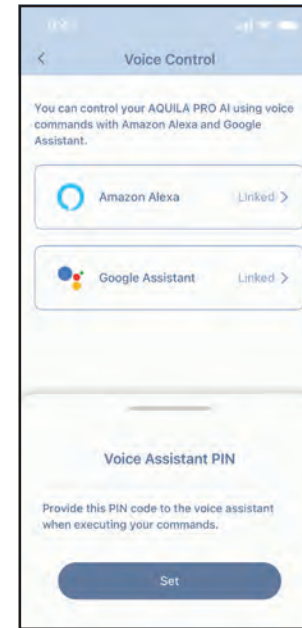 Voice Control
You can control your AQUILA PRO AI using voice
commands with Amazon Alexa and Google
Assistant.
Amazon Alexa
Linked >
Google Assistant
Linked >
Voice Assistant PIN
Provide this PIN code to the voice assistant
when executing your commands.
Set